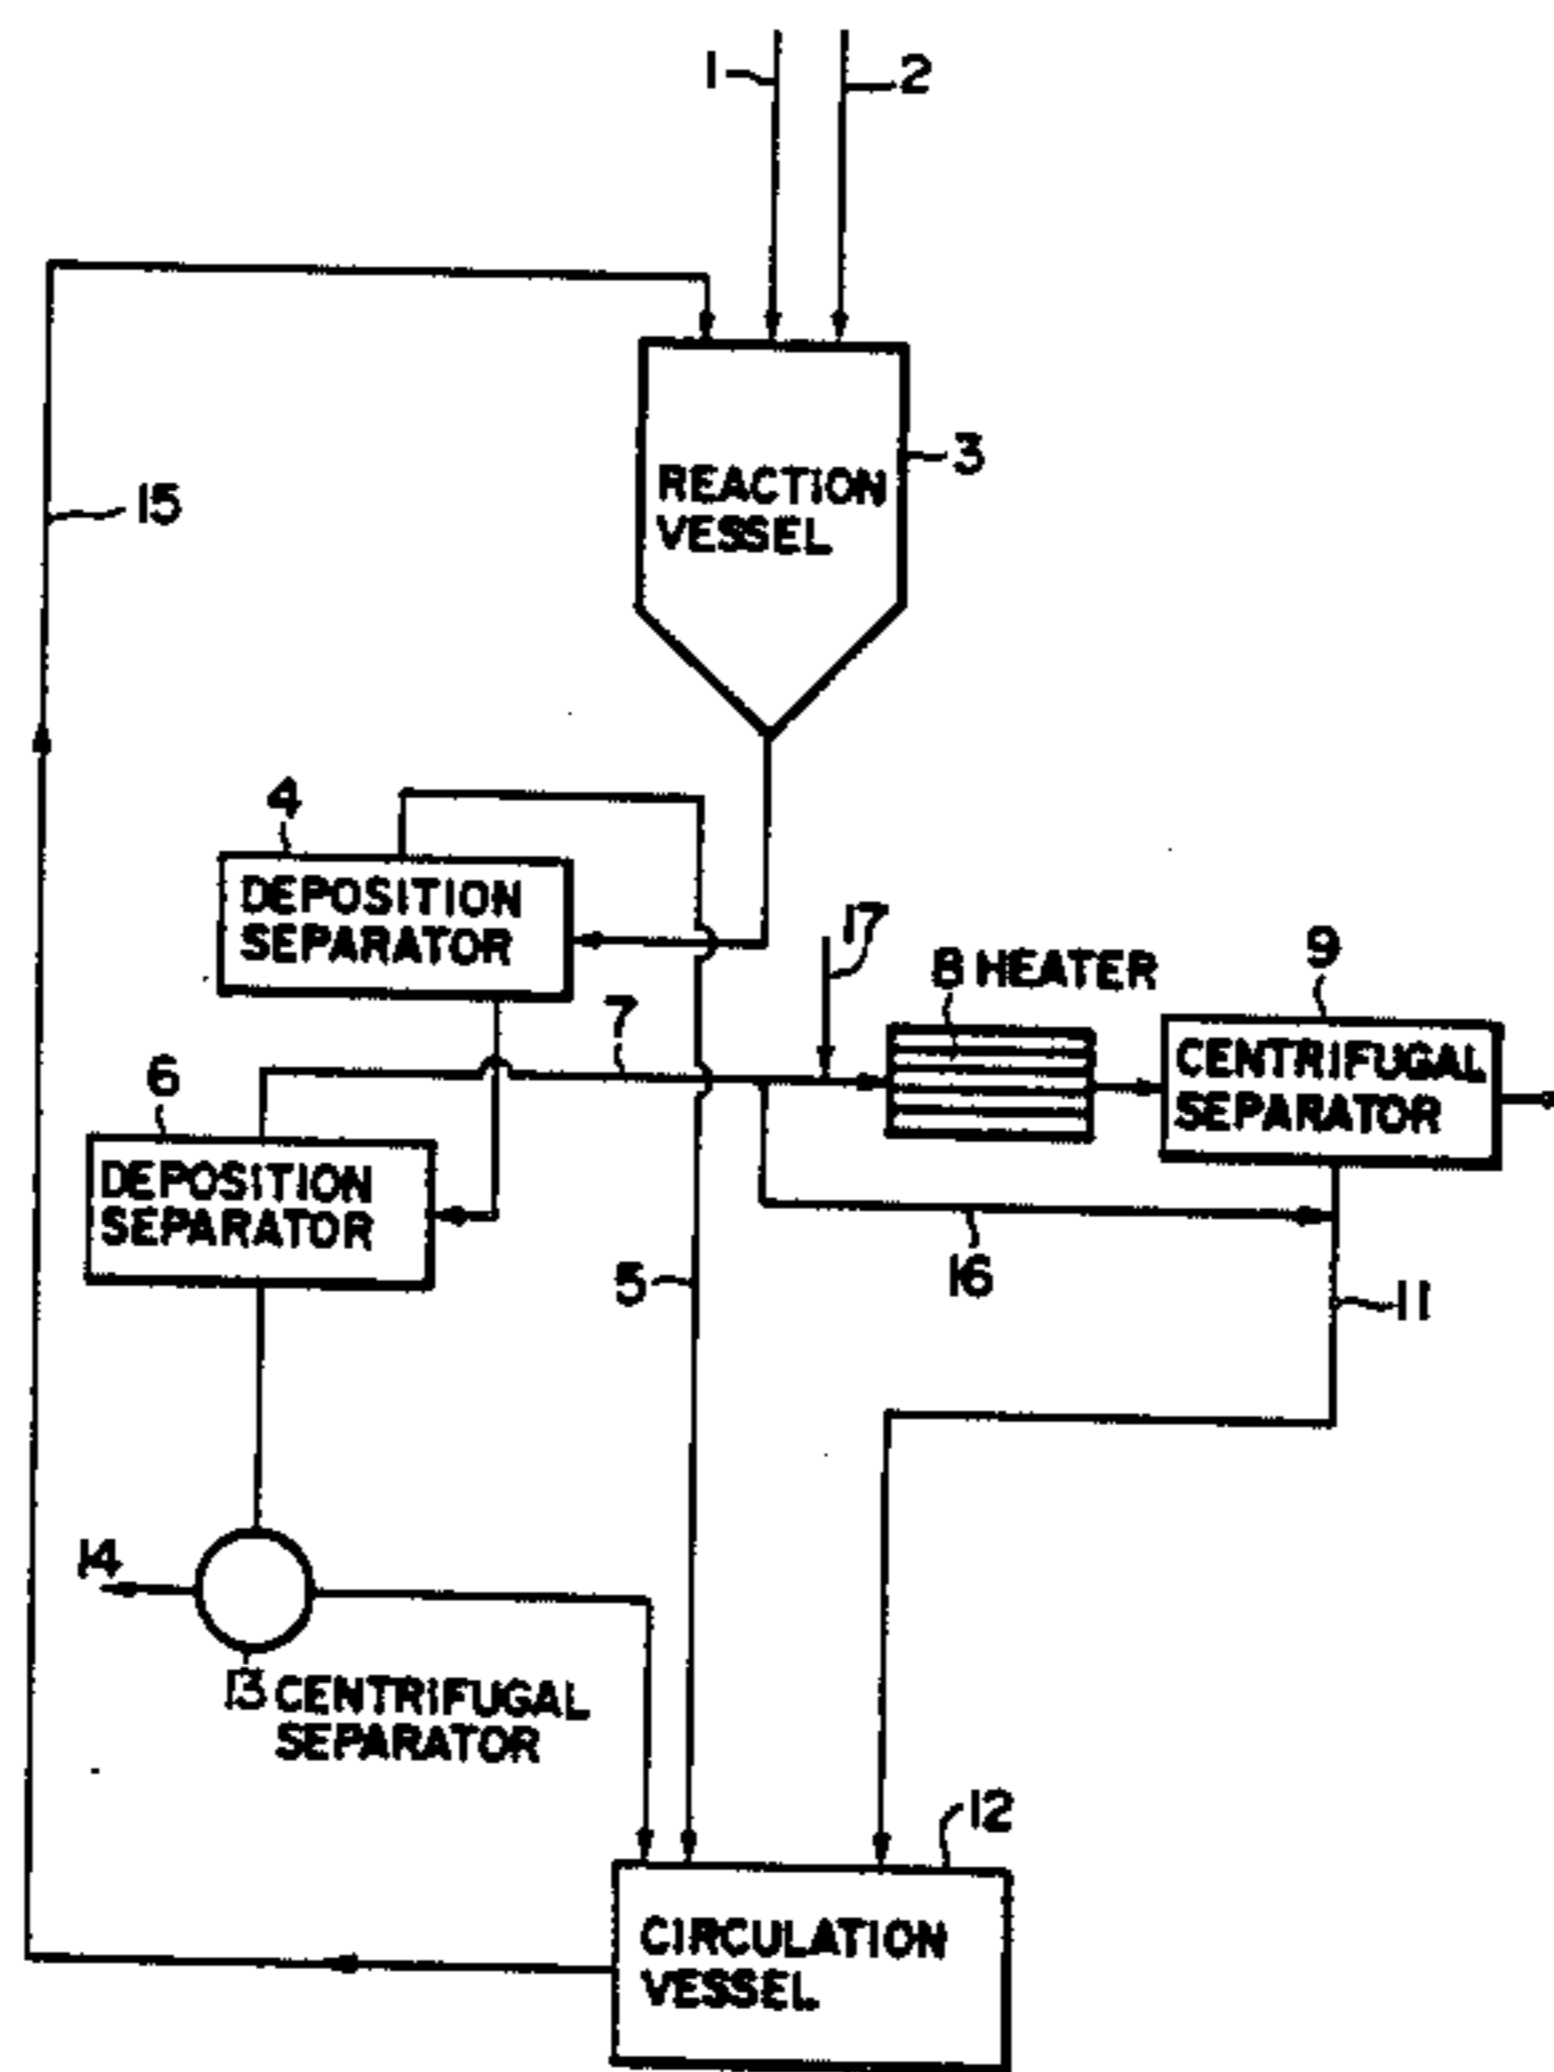 1
2
REACTION
VESSEL
3
15
4
DEPOSITION
SEPARATOR
17
8 HEATER
9
CENTRIFUGAL
SEPARATOR
7
6
DEPOSITION
SEPARATOR
5
16
11
14
13 CENTRIFUGAL
SEPARATOR
12
CIRCULATION
VESSEL